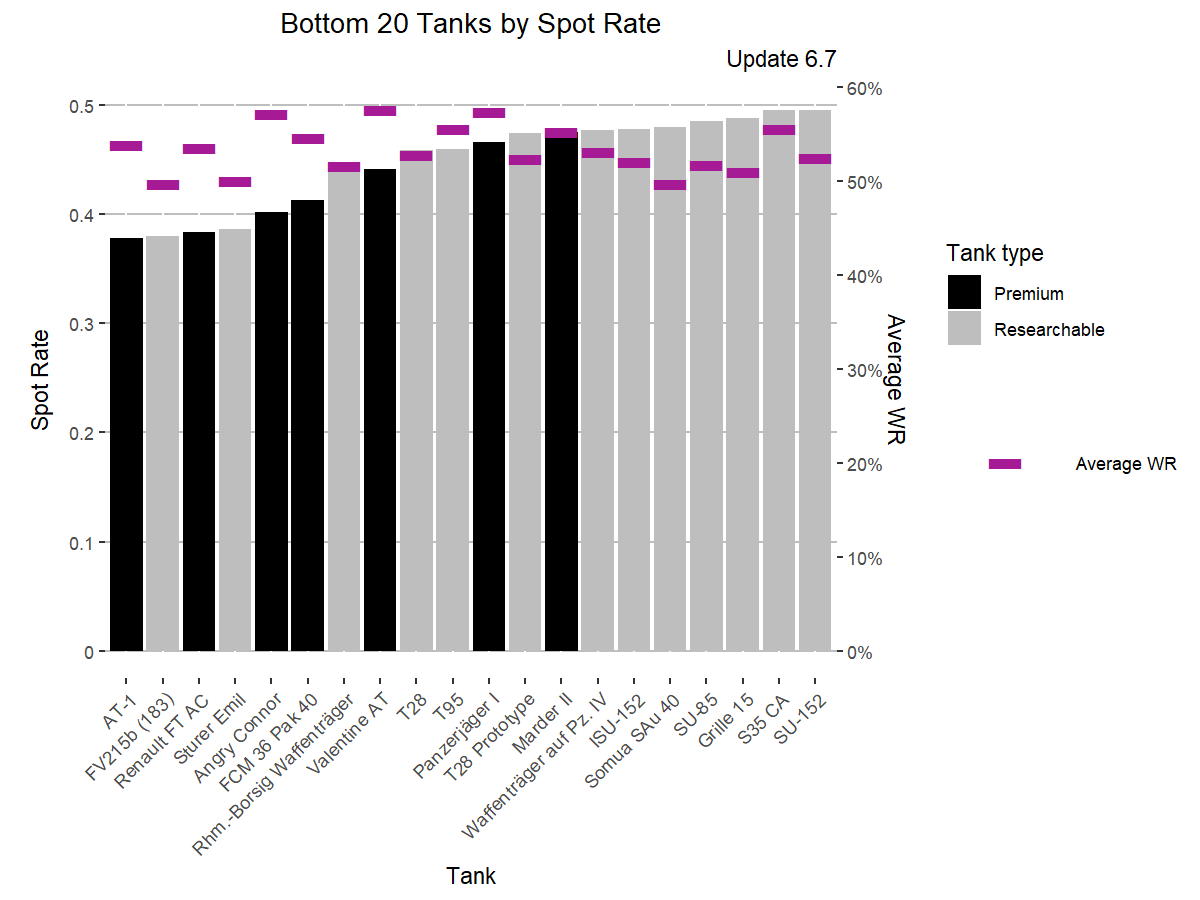 Bottom 20 Tanks by Spot Rate
Update 6.7
Spot Rate
0.5
0.4
0.3
0.2
0.1
0
60%
50%
40%
30%
20%
10%
0%
Average WR
AT-1
FV215b (183)
Renault FT AC
Sturer Emil
Angry Connor
FCM 36 Pak 40
Rhm.-Borsig Waffenträger
Valentine AT
T28
T95
Panzerjäger I
T28 Prototype
Marder II
Waffenträger auf Pz. IV
ISU-152
Somua SAu 40
SU-85
Grille 15
S35 CA
SU-152
Tank
Tank type
Premium
Researchable
Average WR